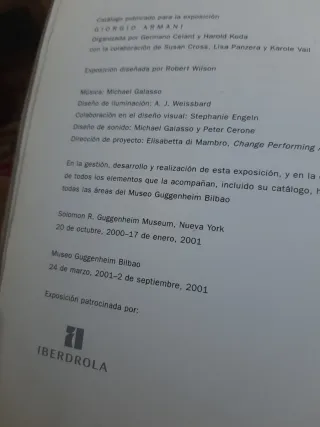 Catálogo publicado para la exposición
GIORGIO ARMANI
Organizada por Germano Celant y Harold Koda
con la colaboración de Susan Cross, Lisa Panzera y Karole Vail
Exposición diseñada por Robert Wilson
Música: Michael Galasso
Diseño de iluminación: A. J. Weissbard
Colaboración en el diseño visual: Stephanie Engeln
Diseño de sonido: Michael Galasso y Peter Cerone
Dirección de proyecto: Elisabetta di Mambro, Change Performing
En la gestión, desarrollo y realización de esta exposición, y en la
de todos los elementos que la acompañan, incluido su catálogo, h
todas las áreas del Museo Guggenheim Bilbao
Solomon R. Guggenheim Museum, Nueva York
20 de octubre, 2000–17 de enero, 2001
Museo Guggenheim Bilbao
24 de marzo, 2001–2 de septiembre, 2001
Exposición patrocinada por:
IBERDROLA